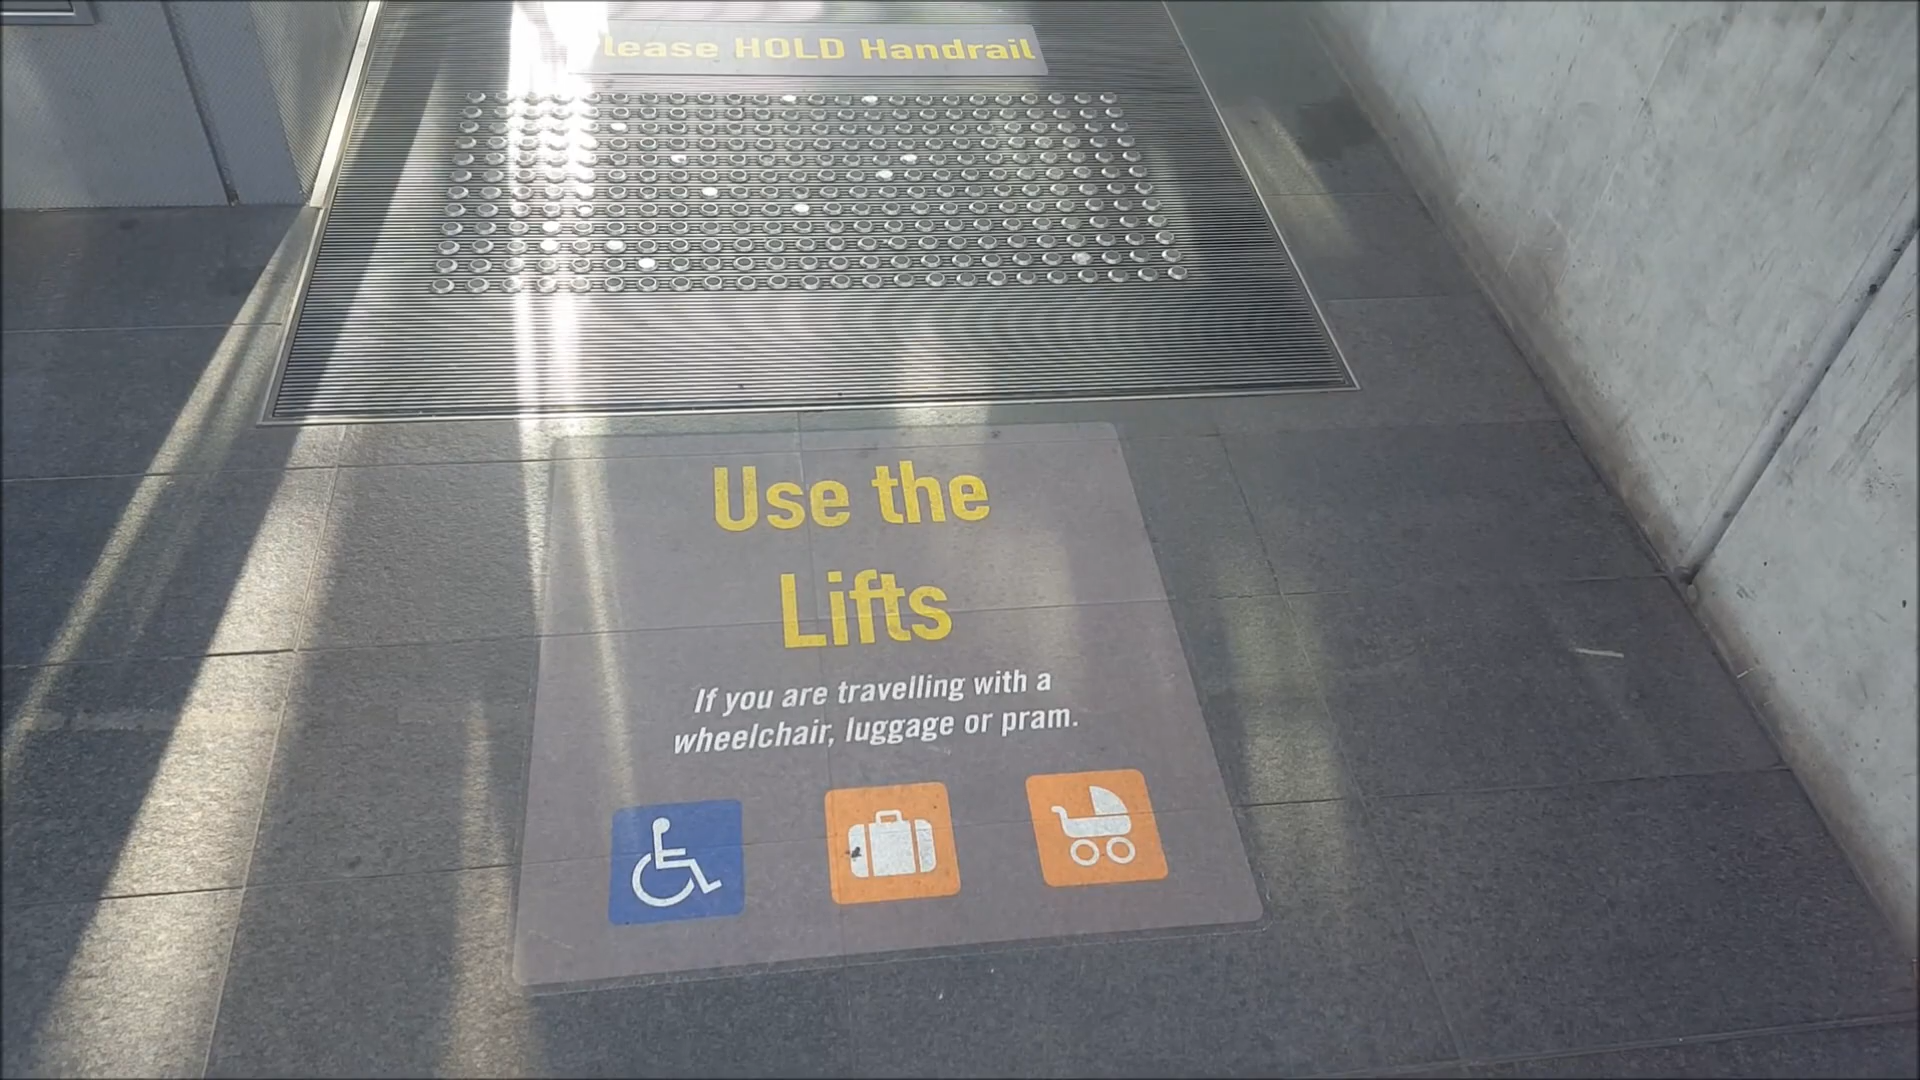 lease HOLD Handrail
Use the
Lifts
If you are travelling with a
wheelchair, luggage or pram.